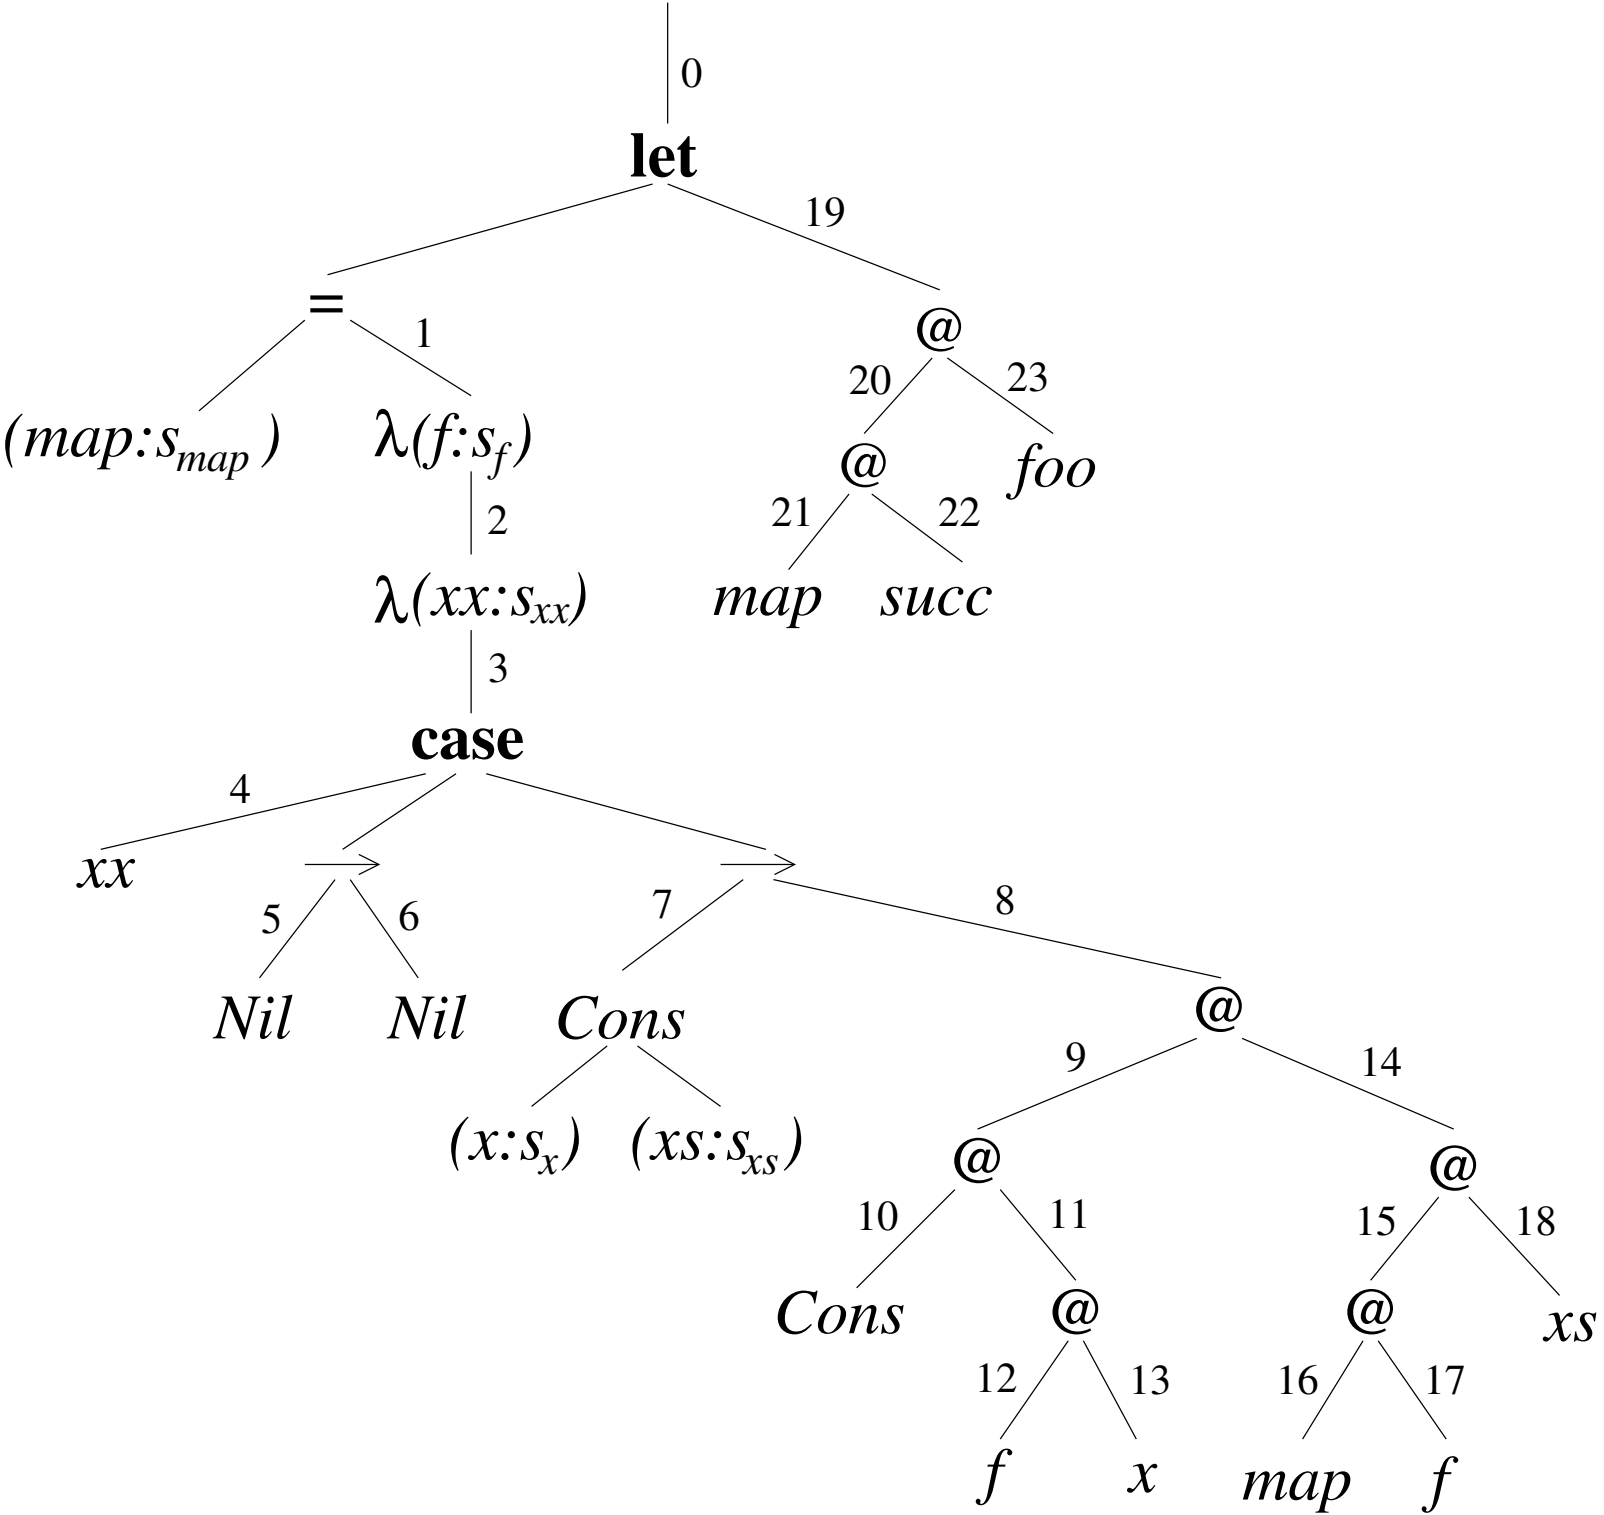 0
let
19
= 1 @
20 23
(map:s_map) λ(f:s_f) @ foo
2 21 22
λ(xx:s_xx) map succ
3
case
4
xx → →
5 6 7 8
Nil Nil Cons @
9 14
(x:s_x) (xs:s_xs) @ @
10 11 15 18
Cons @ @ xs
12 13 16 17
f x map f